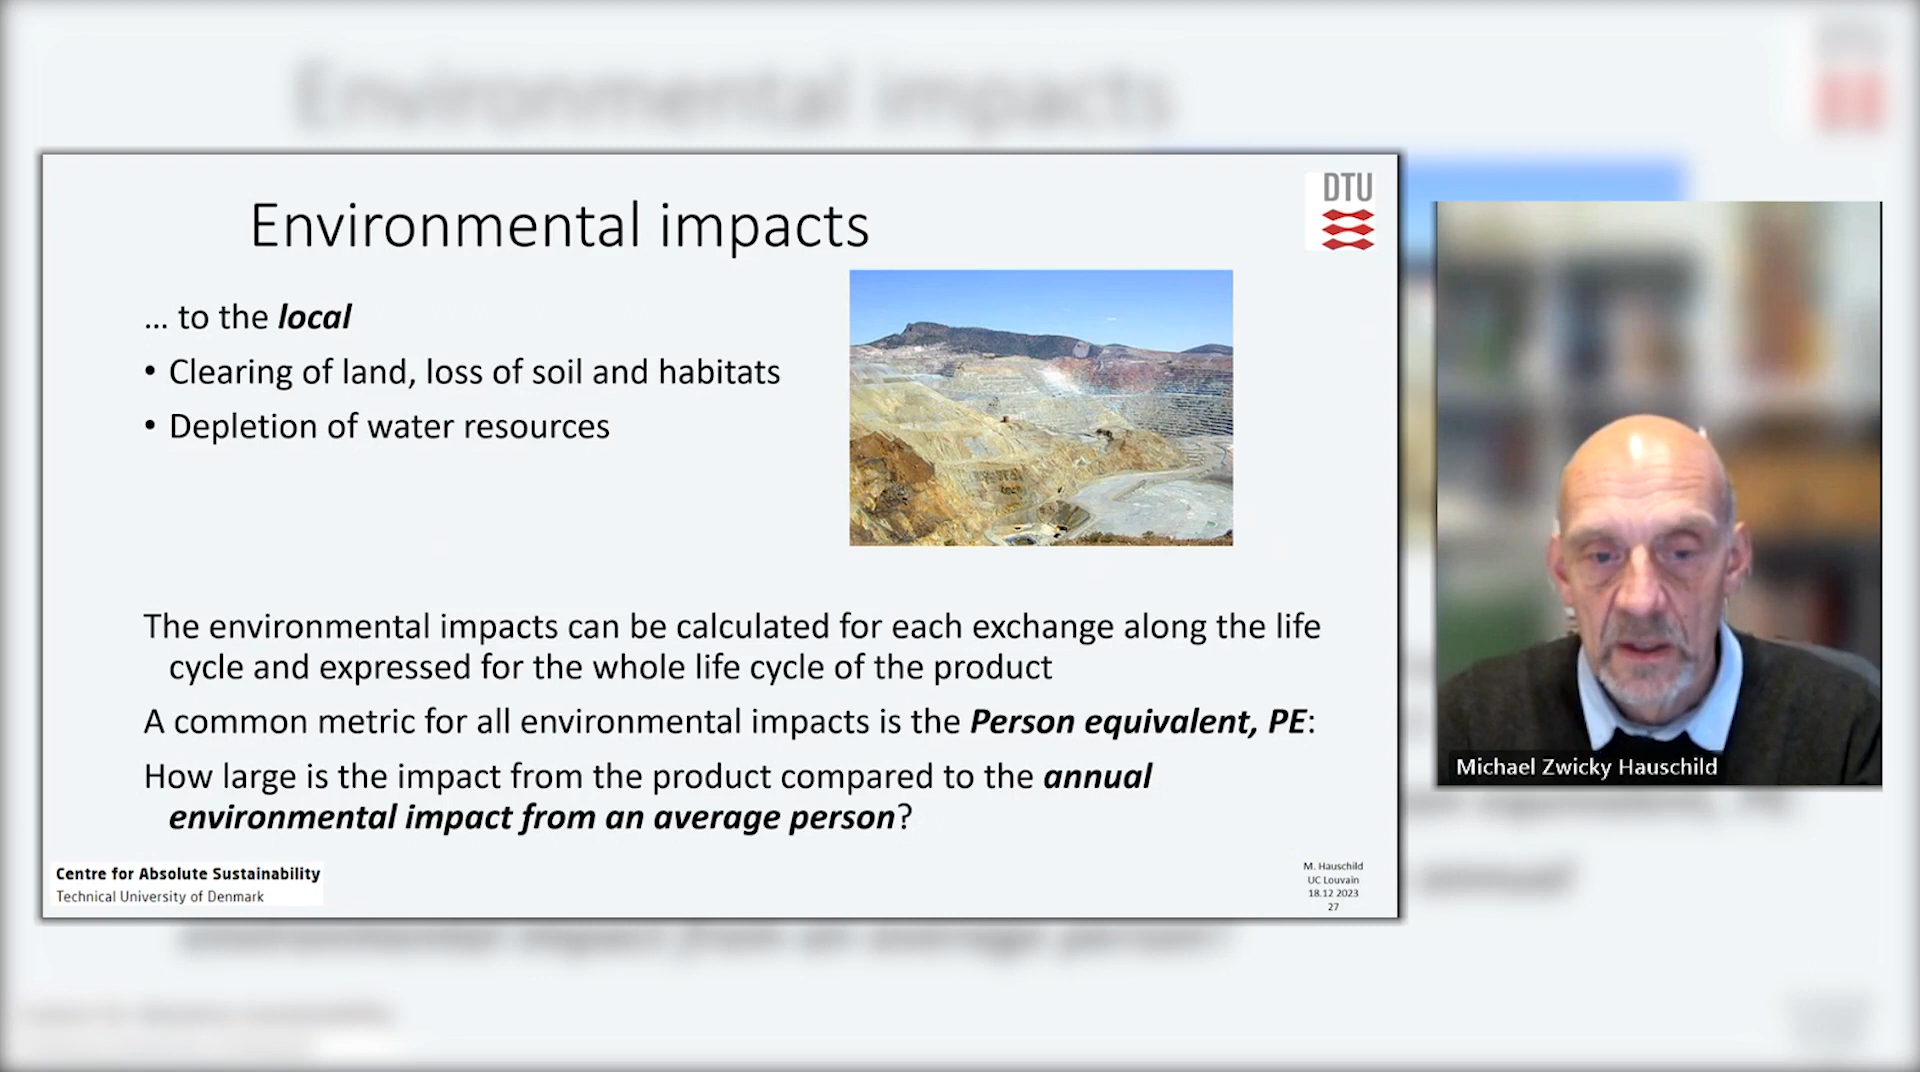 Environmental impacts
DTU
... to the local
• Clearing of land, loss of soil and habitats
• Depletion of water resources
The environmental impacts can be calculated for each exchange along the life
cycle and expressed for the whole life cycle of the product
A common metric for all environmental impacts is the Person equivalent, PE:
How large is the impact from the product compared to the annual
environmental impact from an average person?
Centre for Absolute Sustainability
Technical University of Denmark
M. Hauschild
UC Louvain
18.12 2023
27
Michael Zwicky Hauschild